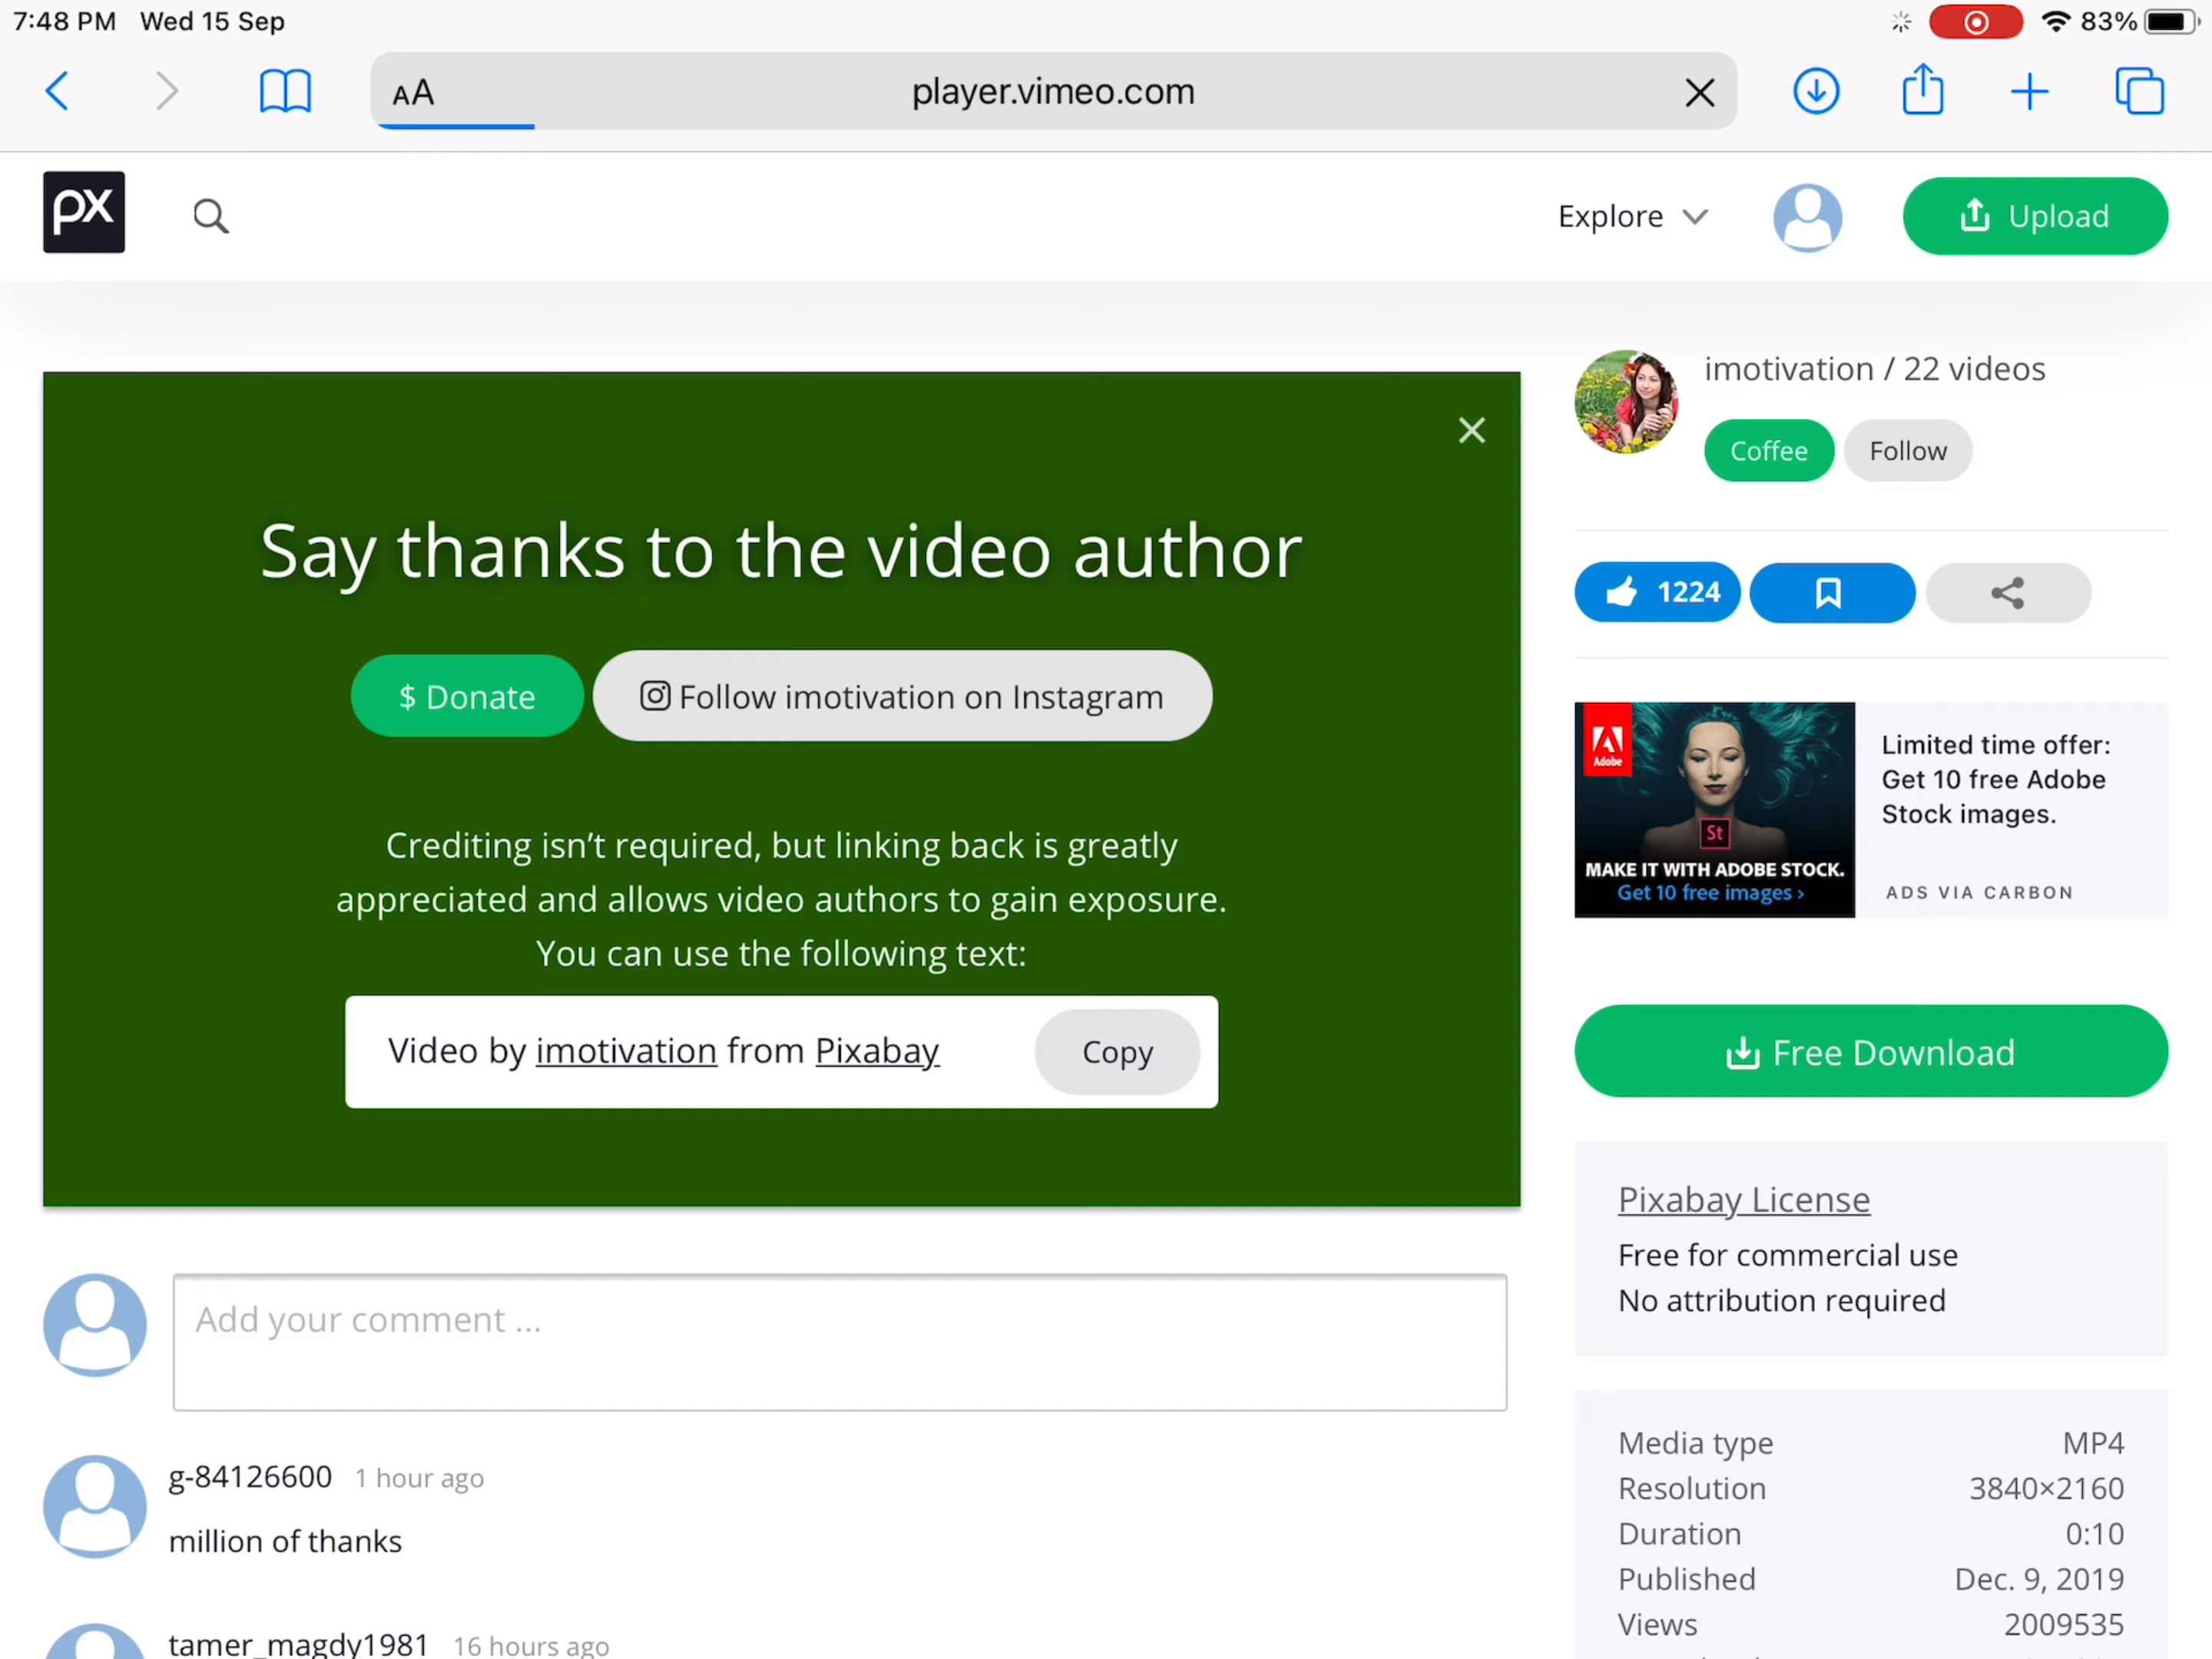 7:48 PM Wed 15 Sep
83%
AA
player.vimeo.com
px
Explore
Upload
imotivation / 22 videos
Coffee
Follow
Say thanks to the video author
1224
$ Donate
Follow imotivation on Instagram
Adobe
St
MAKE IT WITH ADOBE STOCK.
Get 10 free images ›
Limited time offer:
Get 10 free Adobe
Stock images.
ADS VIA CARBON
Crediting isn’t required, but linking back is greatly
appreciated and allows video authors to gain exposure.
You can use the following text:
Video by imotivation from Pixabay
Copy
Free Download
Pixabay License
Free for commercial use
No attribution required
Add your comment ...
g-84126600 1 hour ago
million of thanks
tamer_magdy1981 16 hours ago
Media type MP4
Resolution 3840×2160
Duration 0:10
Published Dec. 9, 2019
Views 2009535